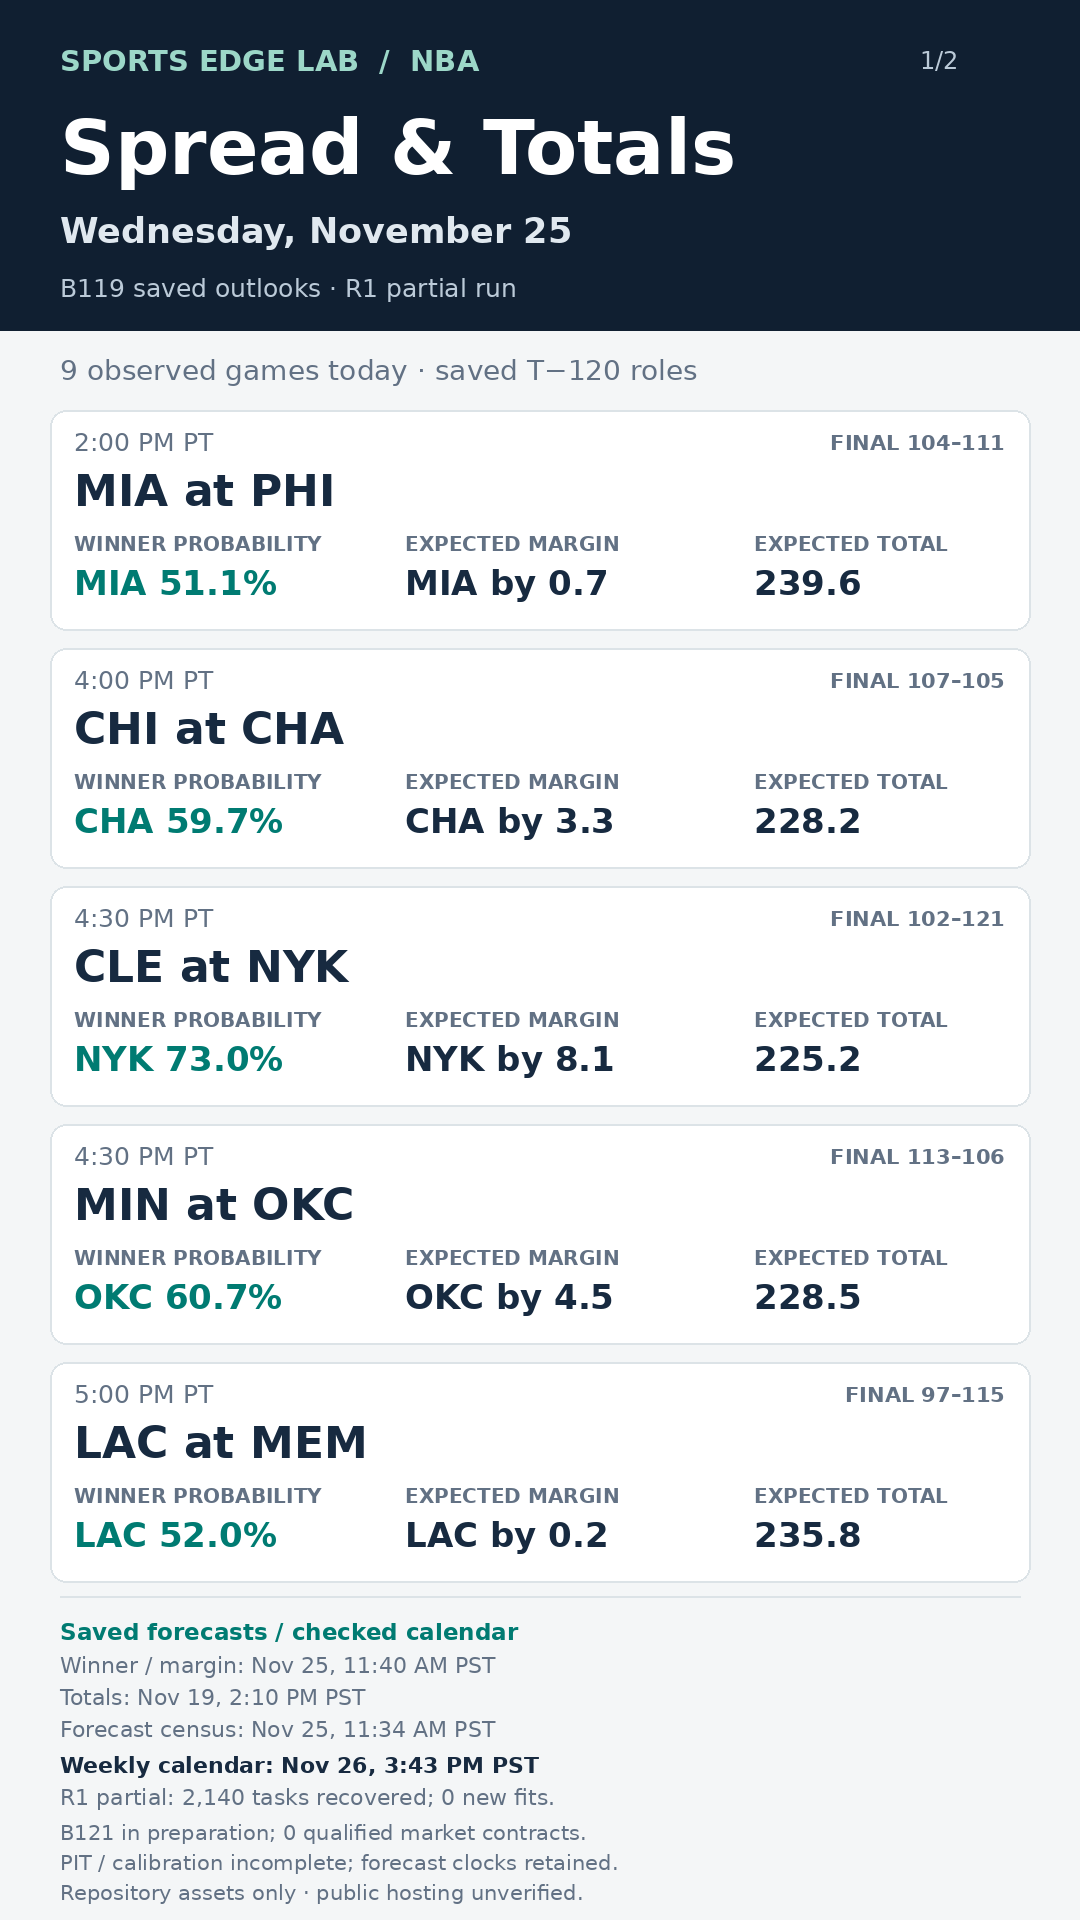 SPORTS EDGE LAB / NBA 1/2
Spread & Totals
Wednesday, November 25
B119 saved outlooks · R1 partial run
9 observed games today · saved T−120 roles
2:00 PM PT FINAL 104–111
MIA at PHI
WINNER PROBABILITY EXPECTED MARGIN EXPECTED TOTAL
MIA 51.1% MIA by 0.7 239.6
4:00 PM PT FINAL 107–105
CHI at CHA
WINNER PROBABILITY EXPECTED MARGIN EXPECTED TOTAL
CHA 59.7% CHA by 3.3 228.2
4:30 PM PT FINAL 102–121
CLE at NYK
WINNER PROBABILITY EXPECTED MARGIN EXPECTED TOTAL
NYK 73.0% NYK by 8.1 225.2
4:30 PM PT FINAL 113–106
MIN at OKC
WINNER PROBABILITY EXPECTED MARGIN EXPECTED TOTAL
OKC 60.7% OKC by 4.5 228.5
5:00 PM PT FINAL 97–115
LAC at MEM
WINNER PROBABILITY EXPECTED MARGIN EXPECTED TOTAL
LAC 52.0% LAC by 0.2 235.8
Saved forecasts / checked calendar
Winner / margin: Nov 25, 11:40 AM PST
Totals: Nov 19, 2:10 PM PST
Forecast census: Nov 25, 11:34 AM PST
Weekly calendar: Nov 26, 3:43 PM PST
R1 partial: 2,140 tasks recovered; 0 new fits.
B121 in preparation; 0 qualified market contracts.
PIT / calibration incomplete; forecast clocks retained.
Repository assets only · public hosting unverified.